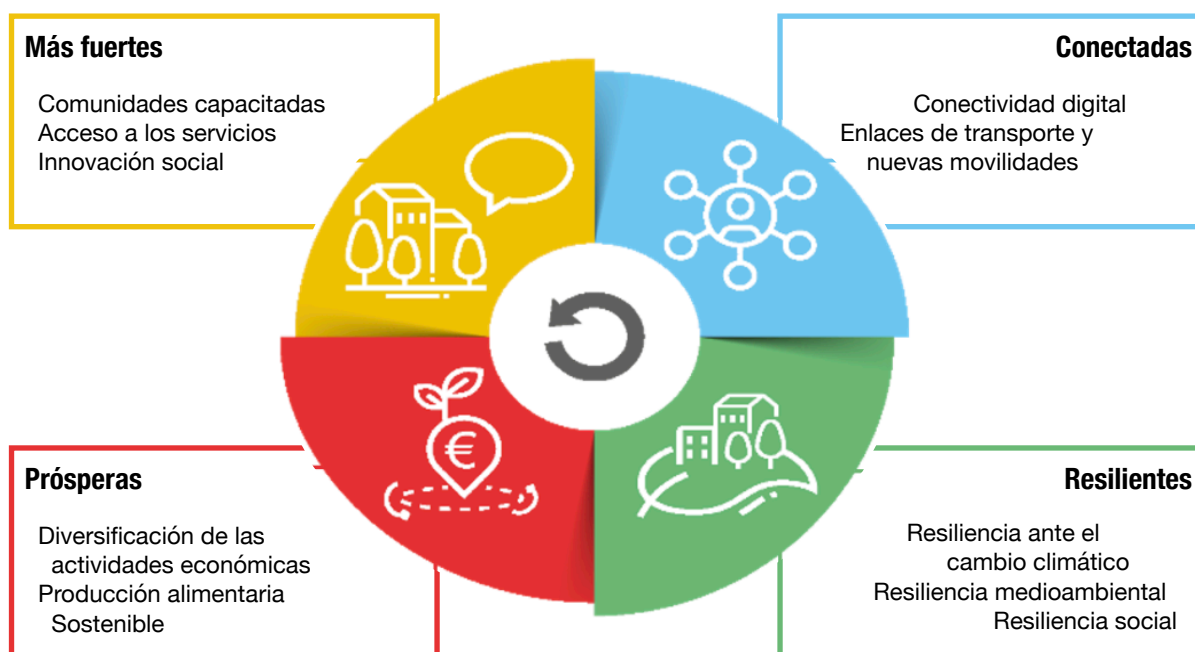 Más fuertes
Comunidades capacitadas
Acceso a los servicios
Innovación social
Conectadas
Conectividad digital
Enlaces de transporte y
nuevas movilidades
€
Prósperas
Diversificación de las
actividades económicas
Producción alimentaria
Sostenible
Resilientes
Resiliencia ante el
cambio climático
Resiliencia medioambiental
Resiliencia social